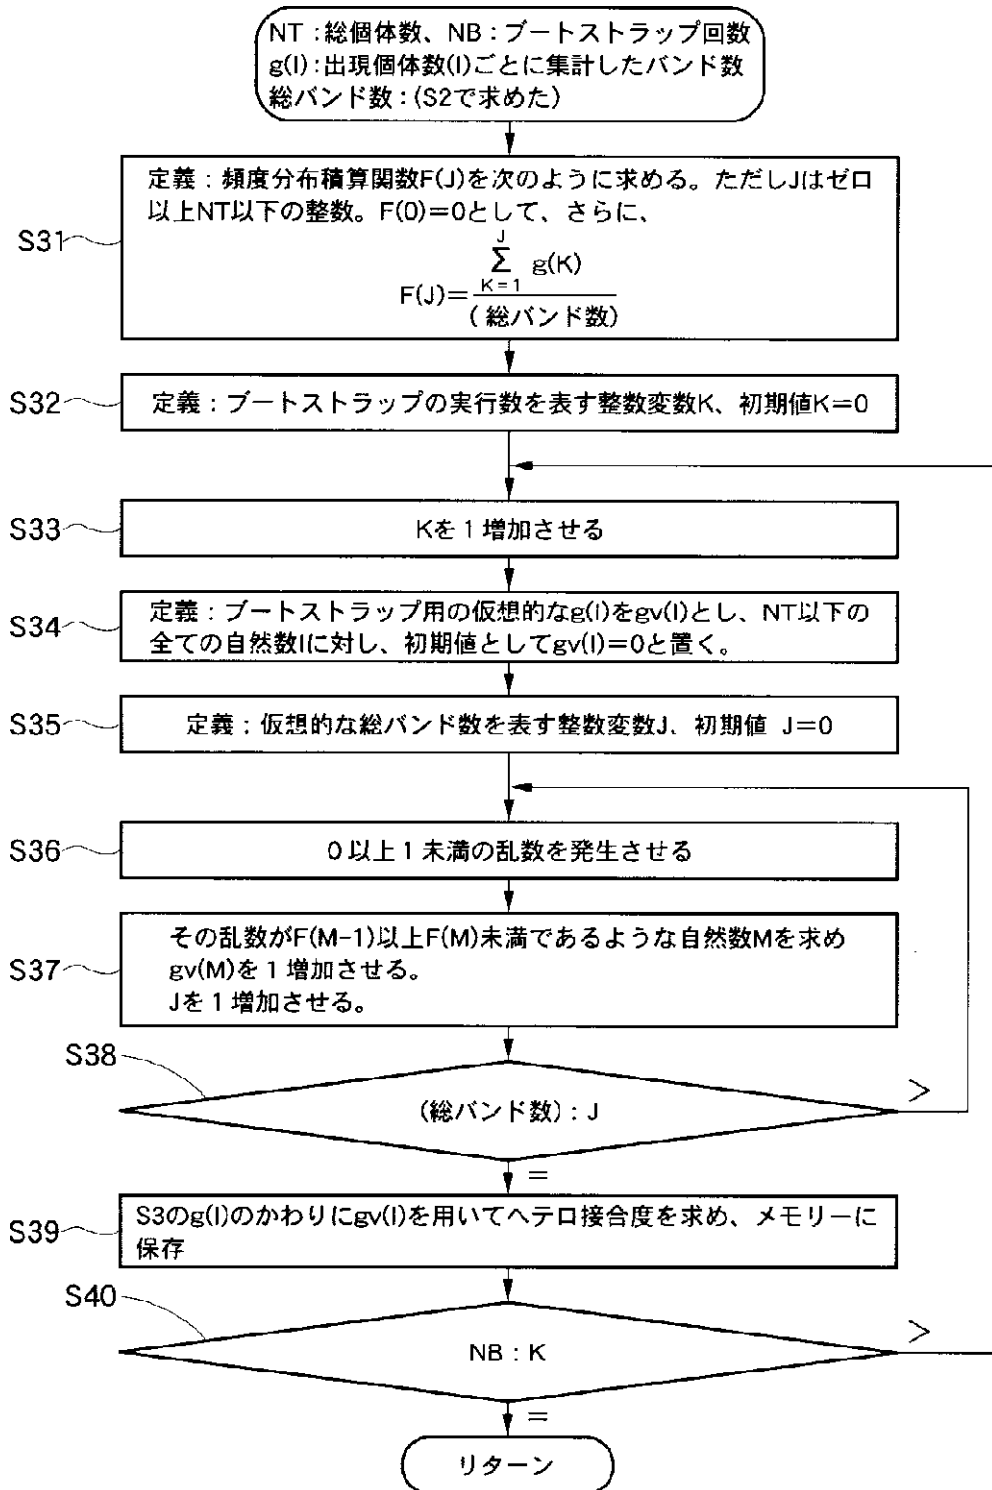 NT：総個体数、NB：ブートストラップ回数
g(I)：出現個体数(I)ごとに集計したバンド数
総バンド数：(S2で求めた)
S31
定義：頻度分布積算関数F(J)を次のように求める。ただしJはゼロ
以上NT以下の整数。F(0)=0として、さらに、
F(J)=\frac{\sum_{K=1}^{J} g(K)}{(総バンド数)}
S32
定義：ブートストラップの実行数を表す整数変数K、初期値K=0
S33
Kを1増加させる
S34
定義：ブートストラップ用の仮想的なg(I)をgv(I)とし、NT以下の
全ての自然数Iに対し、初期値としてgv(I)=0と置く。
S35
定義：仮想的な総バンド数を表す整数変数J、初期値 J=0
S36
0以上1未満の乱数を発生させる
S37
その乱数がF(M-1)以上F(M)未満であるような自然数Mを求め
gv(M)を1増加させる。
Jを1増加させる。
S38
(総バンド数)：J
>
=
S39
S3のg(I)のかわりにgv(I)を用いてヘテロ接合度を求め、メモリーに
保存
S40
NB：K
>
=
リターン